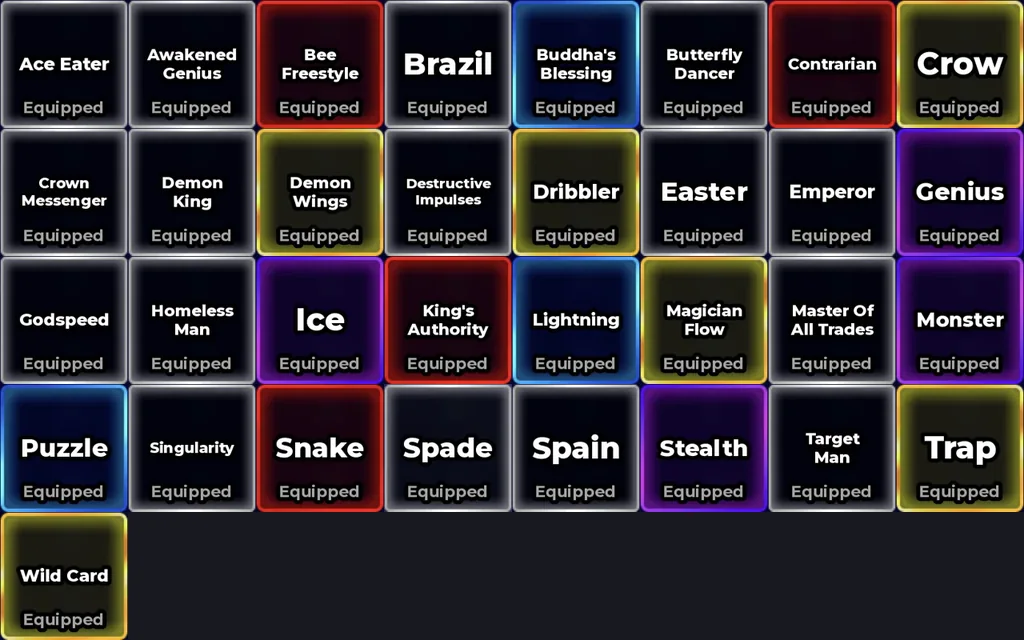 Ace Eater
Equipped
Awakened
Genius
Equipped
Bee
Freestyle
Equipped
Brazil
Equipped
Buddha's
Blessing
Equipped
Butterfly
Dancer
Equipped
Contrarian
Equipped
Crow
Equipped
Crown
Messenger
Equipped
Demon
King
Equipped
Demon
Wings
Equipped
Destructive
Impulses
Equipped
Dribbler
Equipped
Easter
Equipped
Emperor
Equipped
Genius
Equipped
Godspeed
Equipped
Homeless
Man
Equipped
Ice
Equipped
King's
Authority
Equipped
Lightning
Equipped
Magician
Flow
Equipped
Master Of
All Trades
Equipped
Monster
Equipped
Puzzle
Equipped
Singularity
Equipped
Snake
Equipped
Spade
Equipped
Spain
Equipped
Stealth
Equipped
Target
Man
Equipped
Trap
Equipped
Wild Card
Equipped